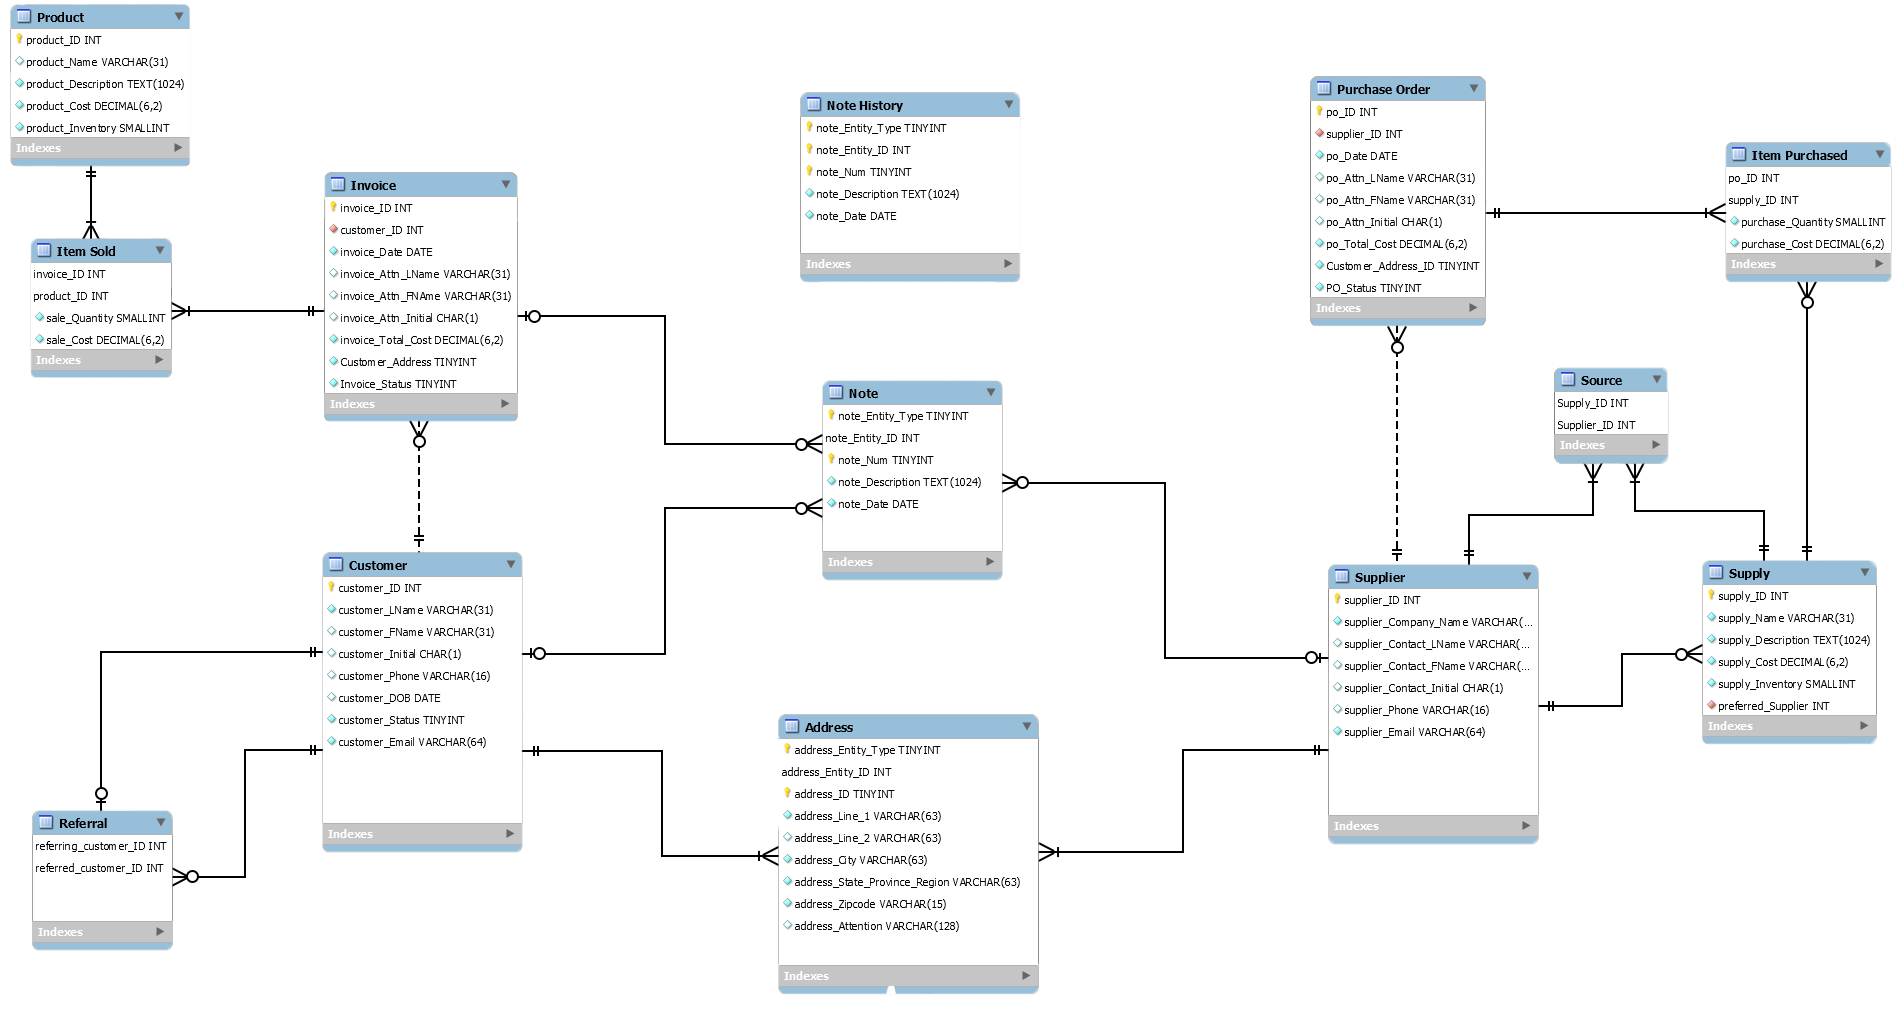 Product
product_ID INT
product_Name VARCHAR(31)
product_Description TEXT(1024)
product_Cost DECIMAL(6,2)
product_Inventory SMALLINT
Indexes
Item Sold
invoice_ID INT
product_ID INT
sale_Quantity SMALLINT
sale_Cost DECIMAL(6,2)
Indexes
Invoice
invoice_ID INT
customer_ID INT
invoice_Date DATE
invoice_Attn_LName VARCHAR(31)
invoice_Attn_FNAme VARCHAR(31)
invoice_Attn_Initial CHAR(1)
invoice_Total_Cost DECIMAL(6,2)
Customer_Address TINYINT
Invoice_Status TINYINT
Indexes
Customer
customer_ID INT
customer_LName VARCHAR(31)
customer_FName VARCHAR(31)
customer_Initial CHAR(1)
customer_Phone VARCHAR(16)
customer_DOB DATE
customer_Status TINYINT
customer_Email VARCHAR(64)
Indexes
Referral
referring_customer_ID INT
referred_customer_ID INT
Indexes
Note History
note_Entity_Type TINYINT
note_Entity_ID INT
note_Num TINYINT
note_Description TEXT(1024)
note_Date DATE
Indexes
Note
note_Entity_Type TINYINT
note_Entity_ID INT
note_Num TINYINT
note_Description TEXT(1024)
note_Date DATE
Indexes
Address
address_Entity_Type TINYINT
address_Entity_ID INT
address_ID TINYINT
address_Line_1 VARCHAR(63)
address_Line_2 VARCHAR(63)
address_City VARCHAR(63)
address_State_Province_Region VARCHAR(63)
address_Zipcode VARCHAR(15)
address_Attention VARCHAR(128)
Indexes
Purchase Order
po_ID INT
supplier_ID INT
po_Date DATE
po_Attn_LName VARCHAR(31)
po_Attn_FName VARCHAR(31)
po_Attn_Initial CHAR(1)
po_Total_Cost DECIMAL(6,2)
Customer_Address_ID TINYINT
PO_Status TINYINT
Indexes
Item Purchased
po_ID INT
supply_ID INT
purchase_Quantity SMALLINT
purchase_Cost DECIMAL(6,2)
Indexes
Source
Supply_ID INT
Supplier_ID INT
Indexes
Supplier
supplier_ID INT
supplier_Company_Name VARCHAR(...
supplier_Contact_LName VARCHAR(...
supplier_Contact_FName VARCHAR(...
supplier_Contact_Initial CHAR(1)
supplier_Phone VARCHAR(16)
supplier_Email VARCHAR(64)
Indexes
Supply
supply_ID INT
supply_Name VARCHAR(31)
supply_Description TEXT(1024)
supply_Cost DECIMAL(6,2)
supply_Inventory SMALLINT
preferred_Supplier INT
Indexes